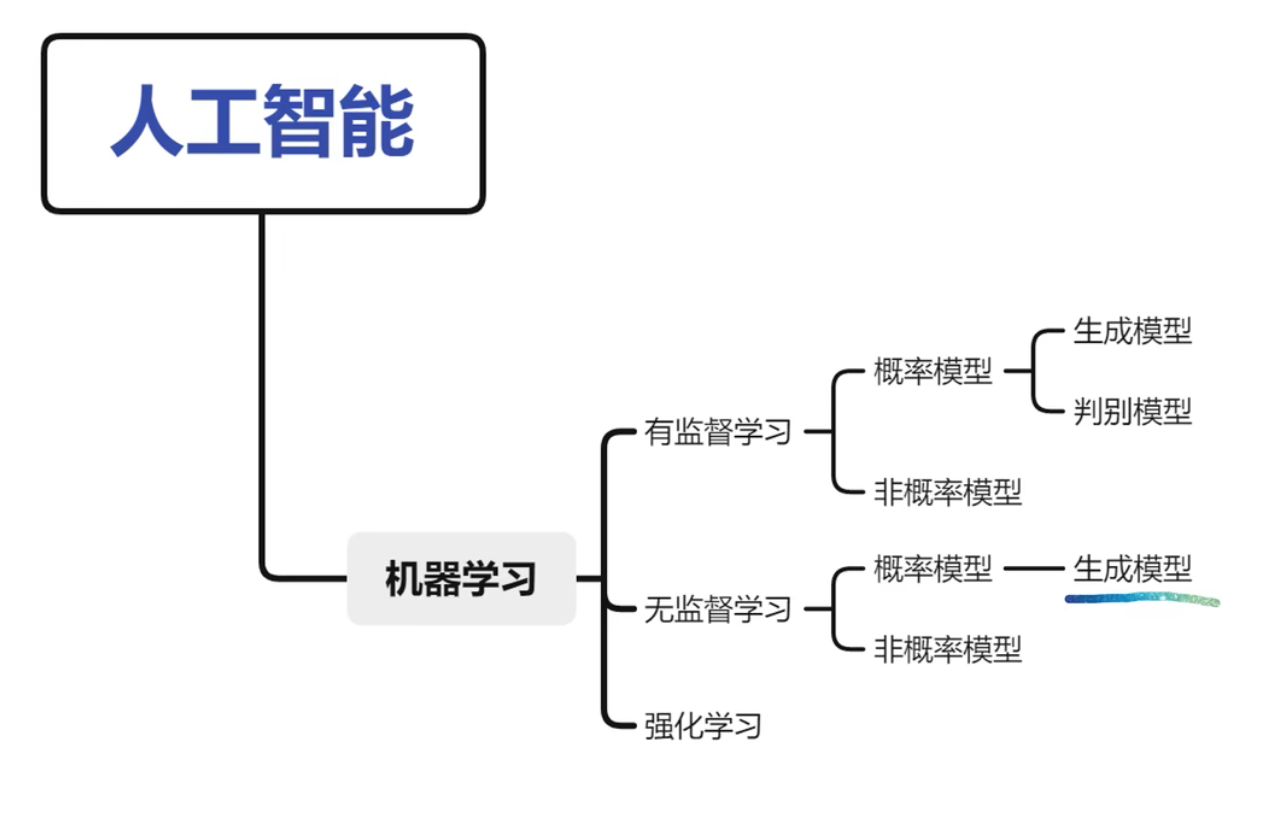 人工智能
机器学习
有监督学习
概率模型
生成模型
判别模型
非概率模型
无监督学习
概率模型
生成模型
非概率模型
强化学习